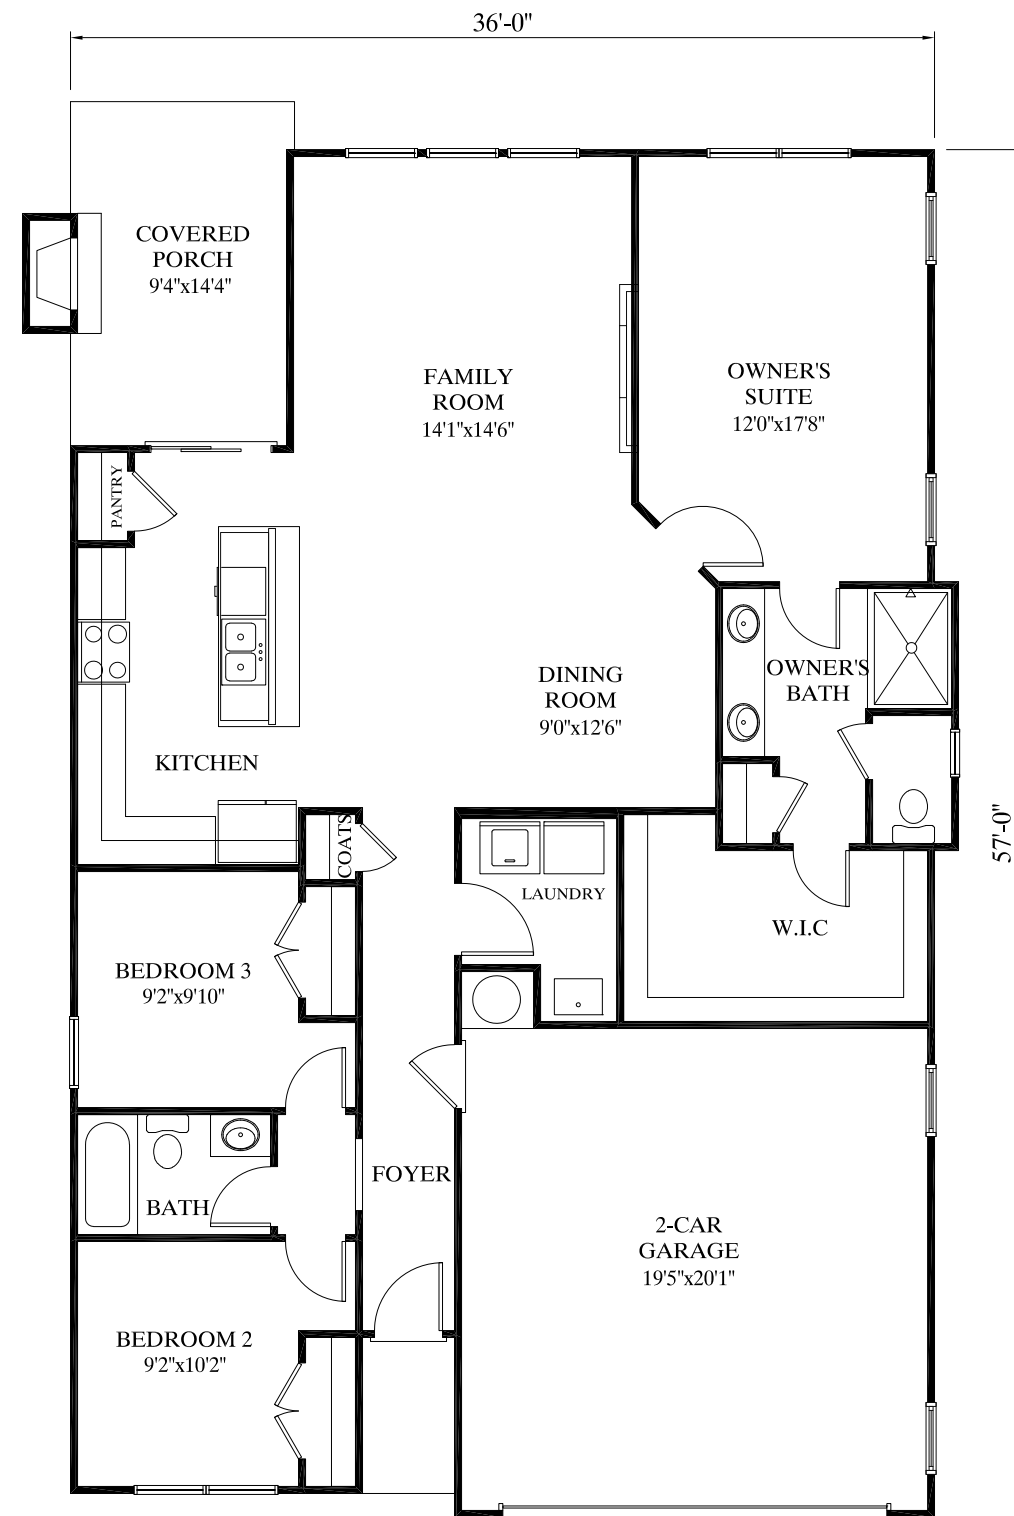 36'-0"
COVERED
PORCH
9'4"x14'4"
FAMILY
ROOM
14'1"x14'6"
OWNER'S
SUITE
12'0"x17'8"
PANTRY
DINING
ROOM
9'0"x12'6"
OWNER'S
BATH
KITCHEN
COATS
57'-0"
LAUNDRY
W.I.C
BEDROOM 3
9'2"x9'10"
FOYER
BATH
2-CAR
GARAGE
19'5"x20'1"
BEDROOM 2
9'2"x10'2"